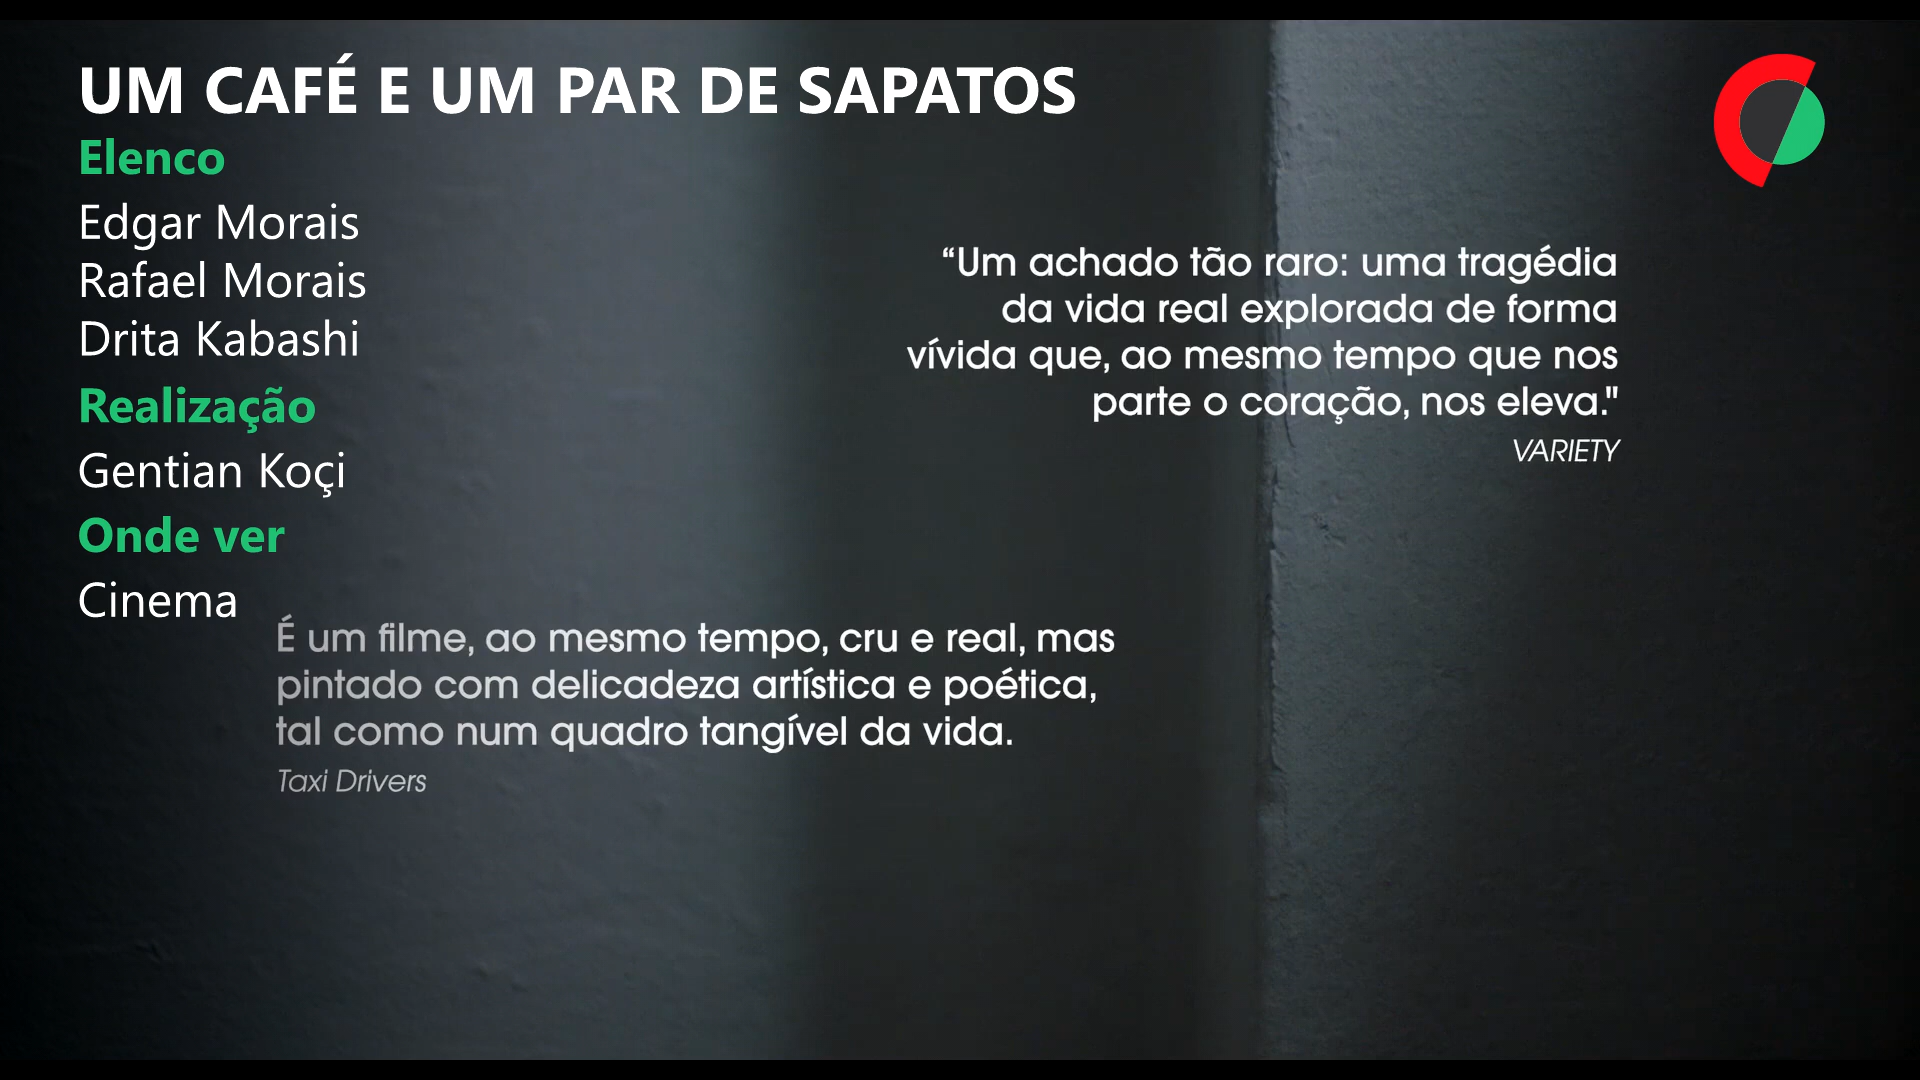 UM CAFÉ E UM PAR DE SAPATOS
Elenco
Edgar Morais
Rafael Morais
Drita Kabashi
Realização
Gentian Koçi
Onde ver
Cinema
“Um achado tão raro: uma tragédia
da vida real explorada de forma
vívida que, ao mesmo tempo que nos
parte o coração, nos eleva."
VARIETY
É um filme, ao mesmo tempo, cru e real, mas
pintado com delicadeza artística e poética,
tal como num quadro tangível da vida.
Taxi Drivers